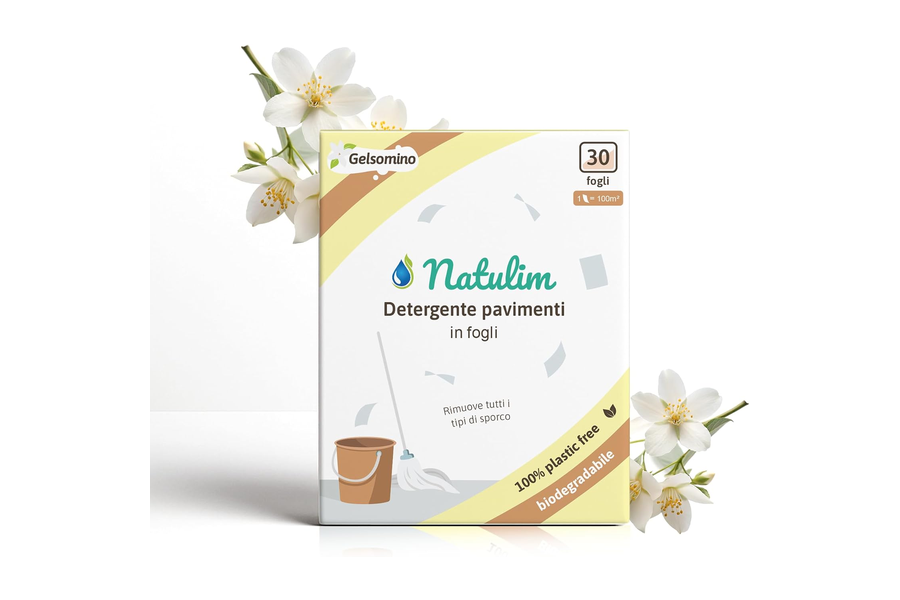 Gelsomino
30
fogli
1 = 100m²
Natulim
Detergente pavimenti
in fogli
Rimuove tutti i
tipi di sporco
100% plastic free
biodegradabile